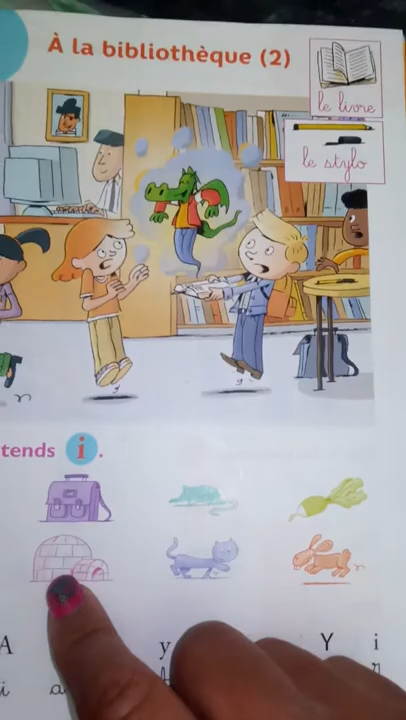 À la bibliothèque (2)
le livre
le stylo
tends i.
A y Y i
i a